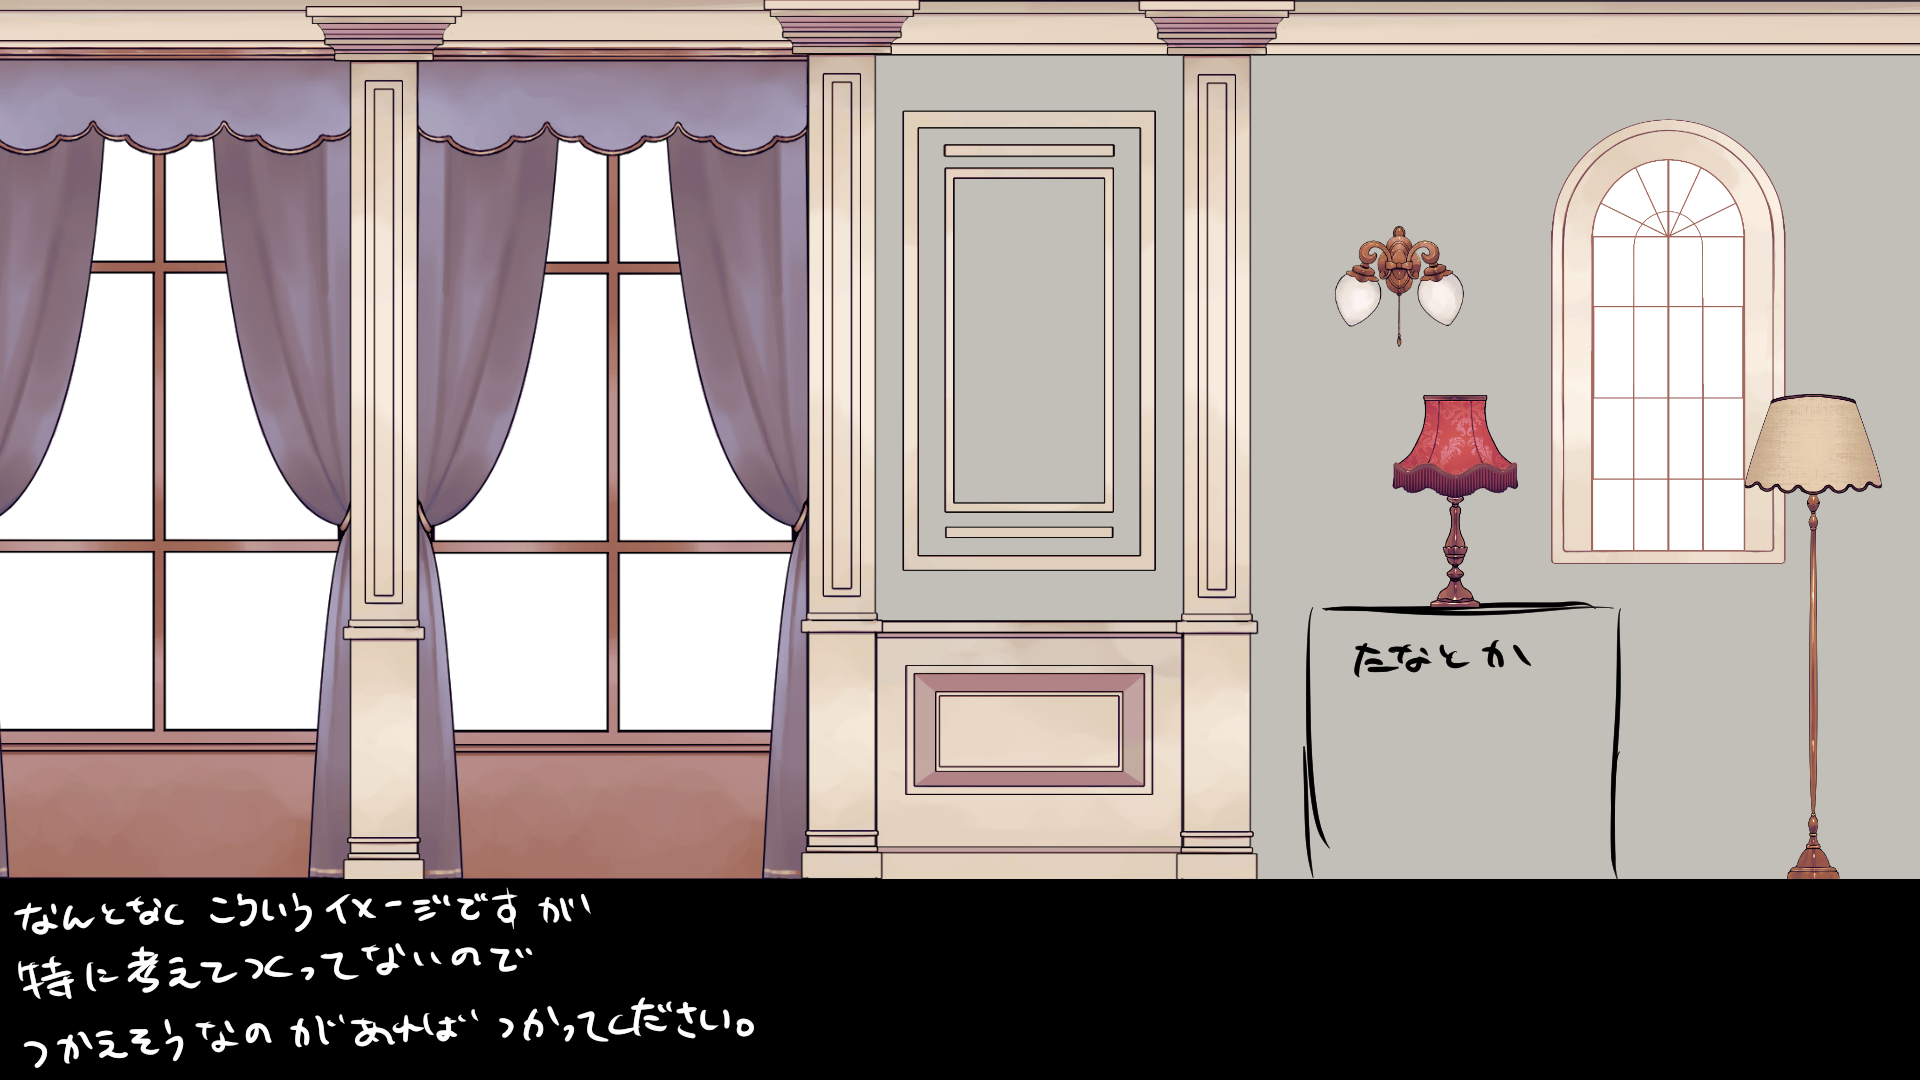 たなとか
なんとなく こういうイメージですが
特に考えてつくってないので
つかえそうなのがあれば つかってください。